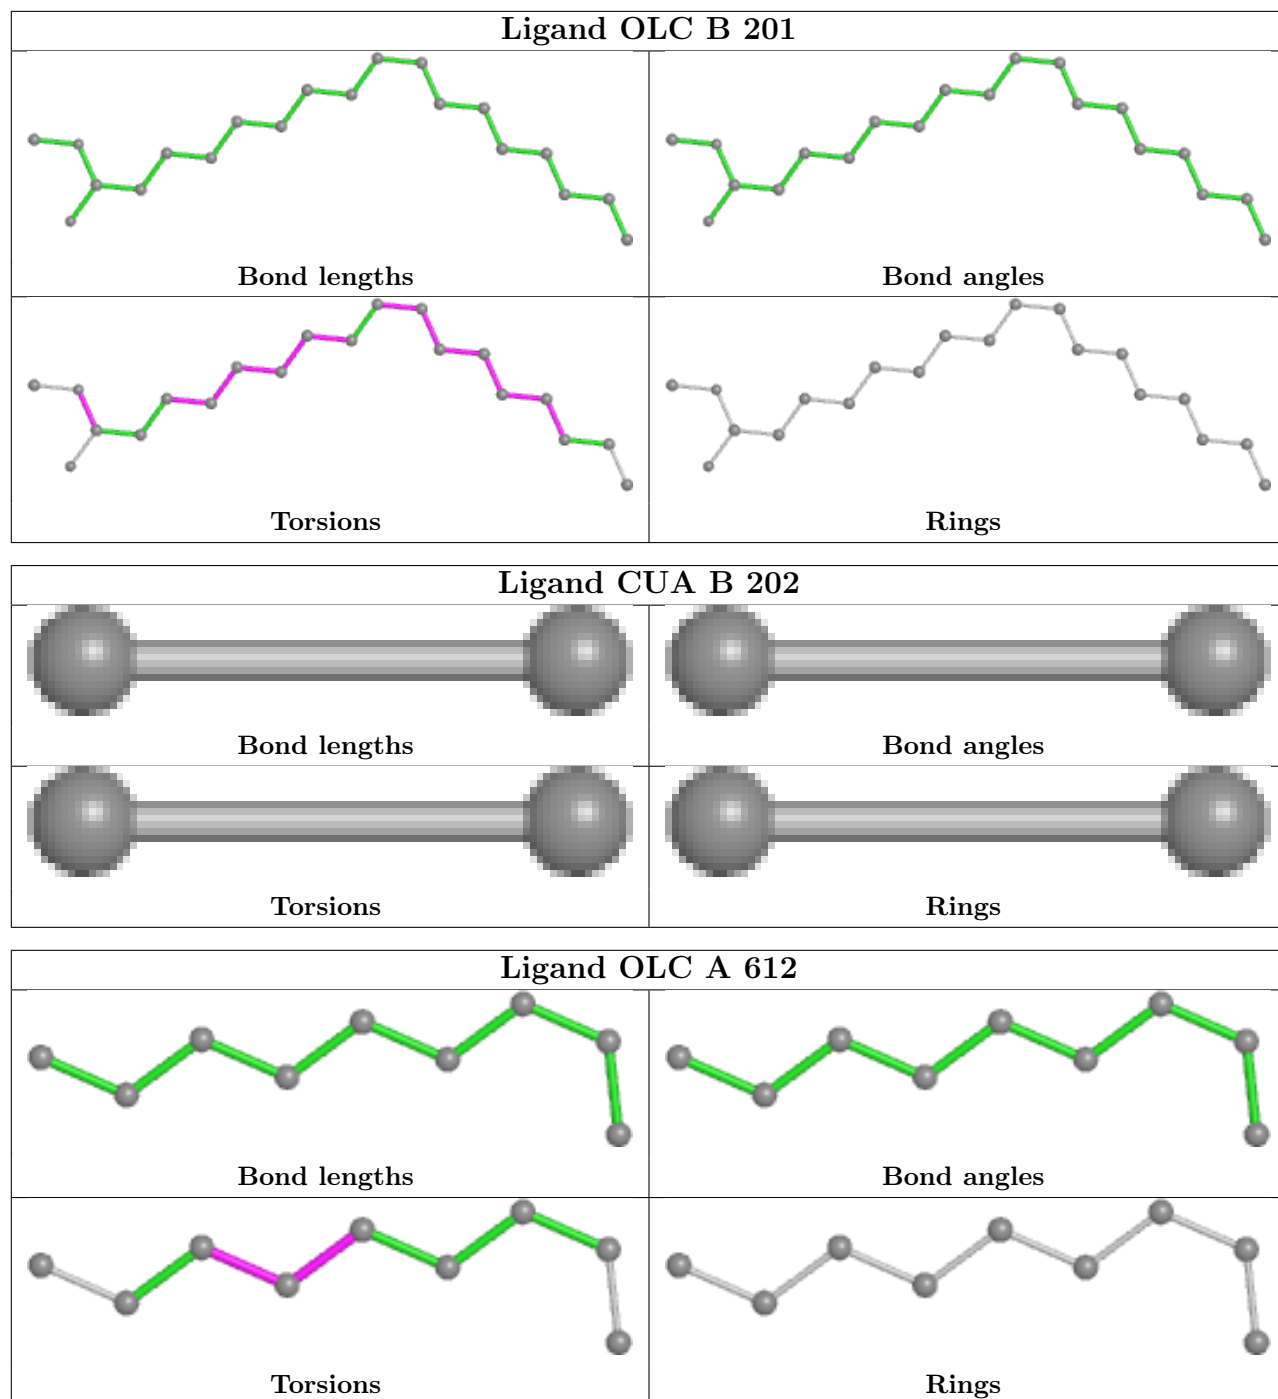 Ligand OLC B 201
Bond lengths
Bond angles
Torsions
Rings
Ligand CUA B 202
Bond lengths
Bond angles
Torsions
Rings
Ligand OLC A 612
Bond lengths
Bond angles
Torsions
Rings